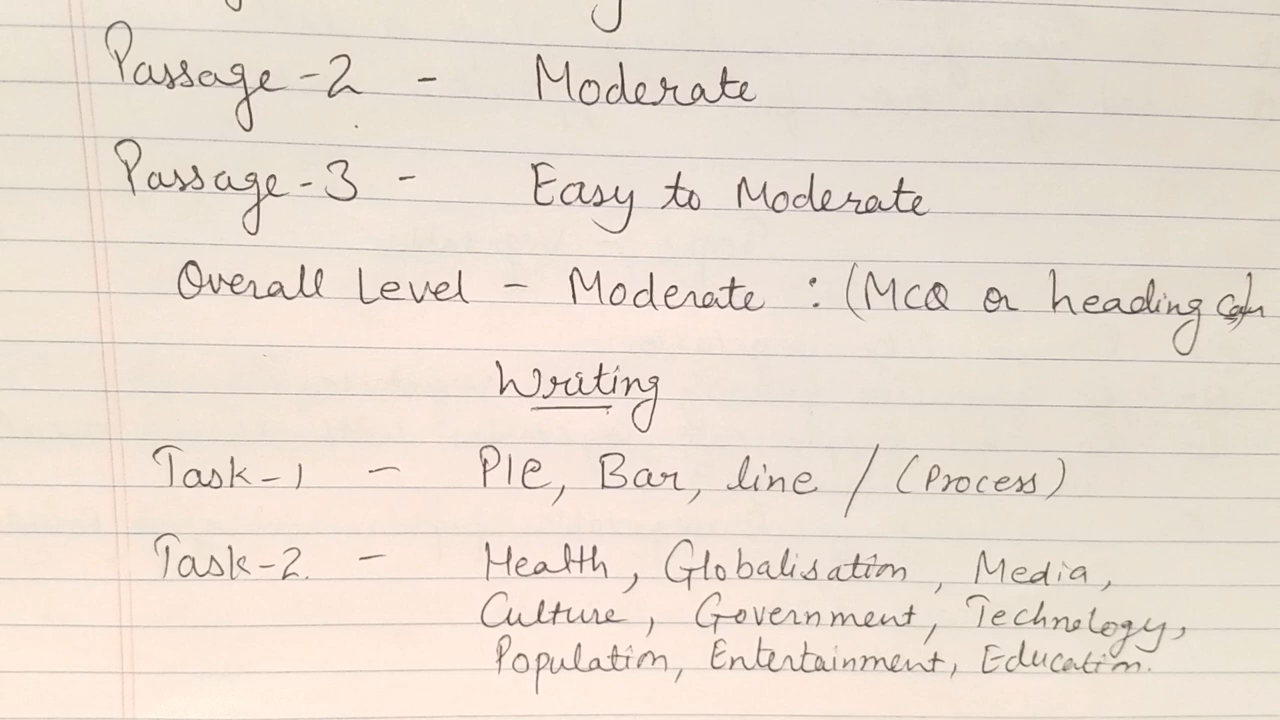 Passage-2 - Moderate
Passage-3 - Easy to Moderate
Overall Level - Moderate : (MCQ or heading
Writing
Task-1 - PIe, Bar, line / (Process)
Task-2. - Health, Globalisation, Media,
Culture, Government, Technology,
Population, Entertainment, Education.